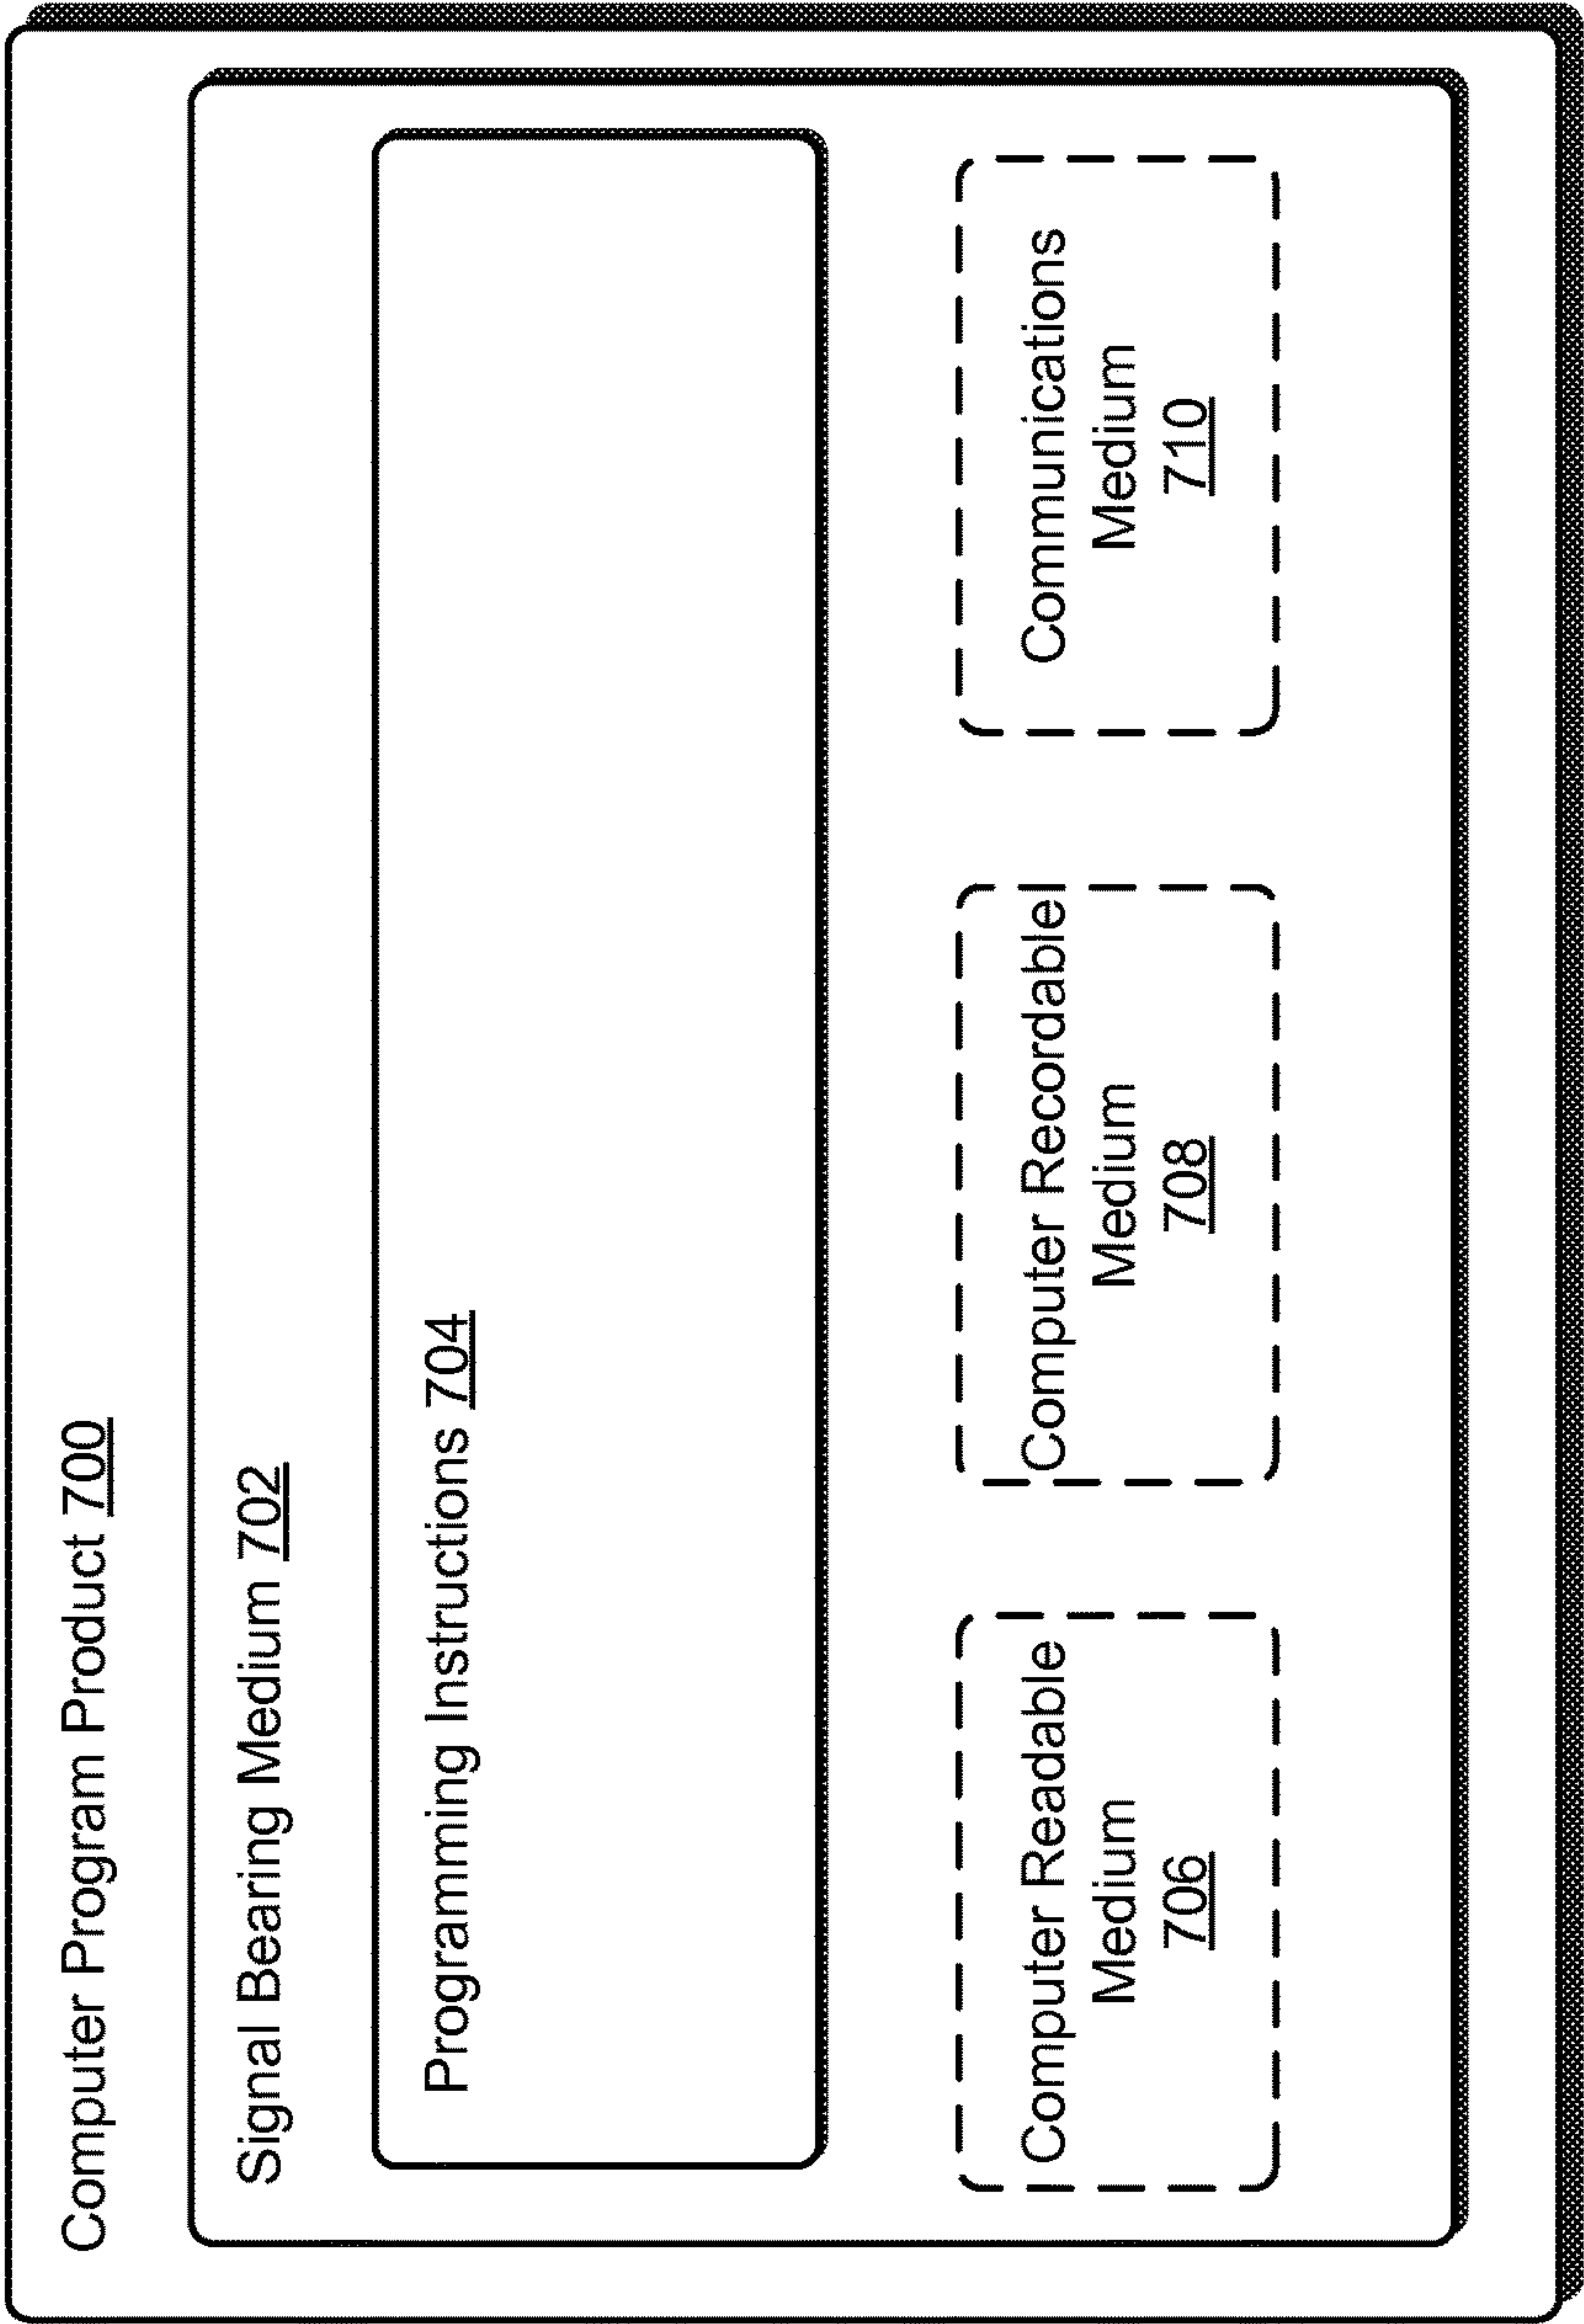 Computer Program Product 700
Signal Bearing Medium 702
Programming Instructions 704
Computer Readable
Medium
706
Computer Recordable
Medium
708
Communications
Medium
710